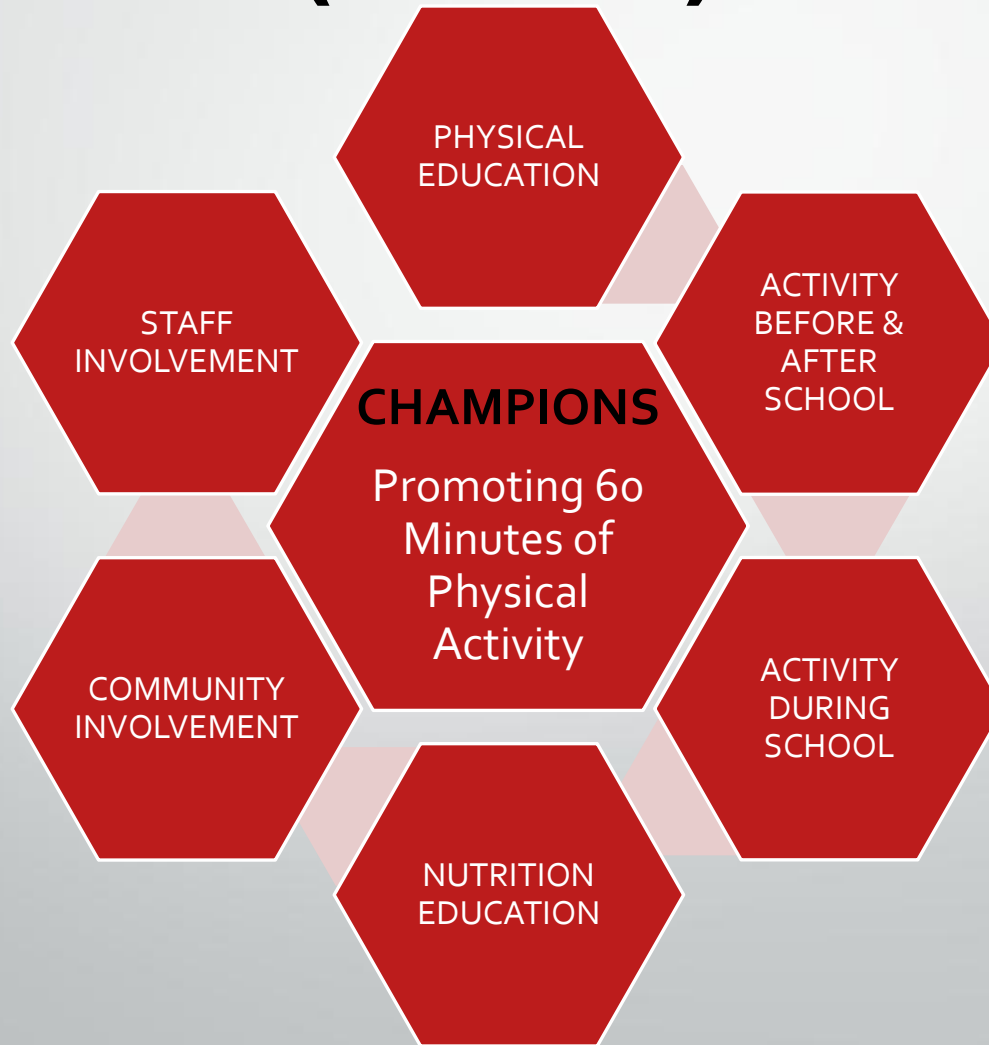 PHYSICAL
EDUCATION
ACTIVITY
BEFORE &
AFTER
SCHOOL
STAFF
INVOLVEMENT
CHAMPIONS
Promoting 60
Minutes of
Physical
Activity
COMMUNITY
INVOLVEMENT
ACTIVITY
DURING
SCHOOL
NUTRITION
EDUCATION